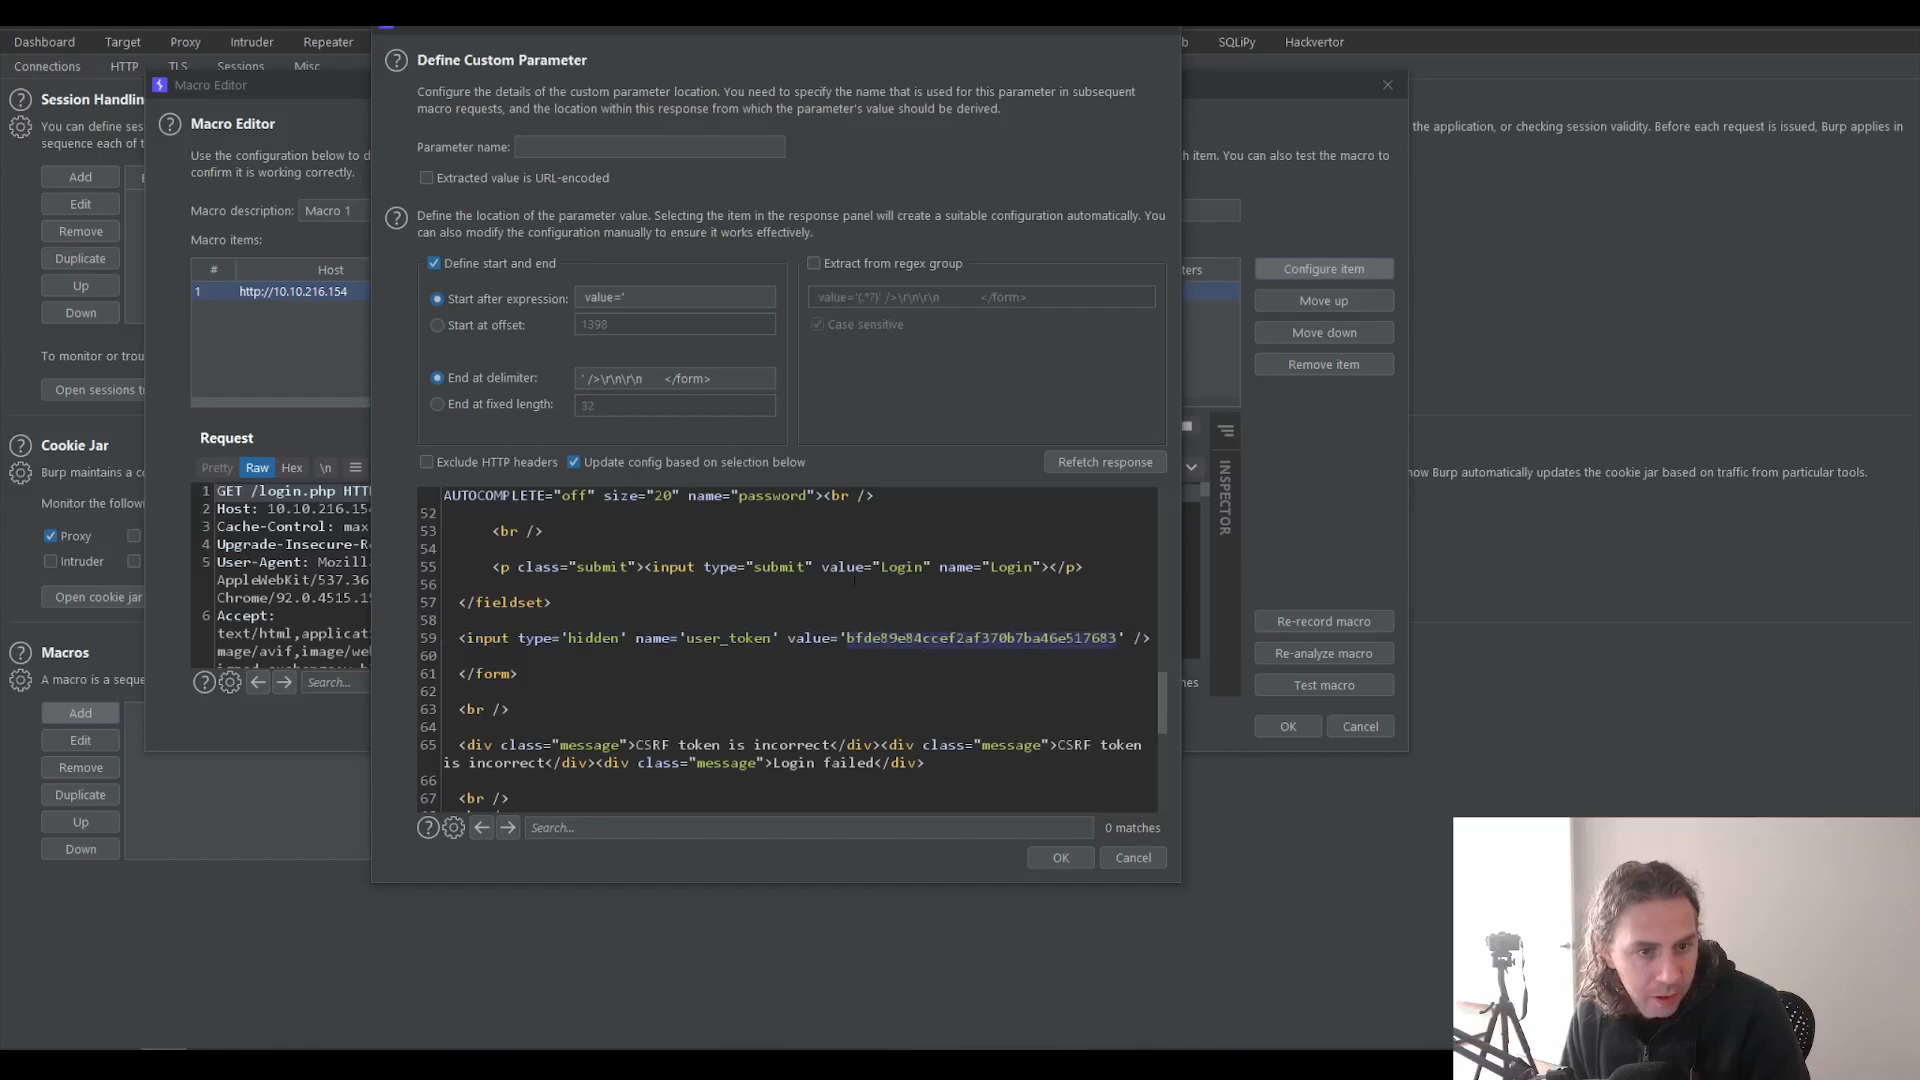 Dashboard Target Proxy Intruder Repeater
b SQLiPy Hackvertor
Connections HTTP TLS Sessions Misc
Macro Editor
Session Handlin
You can define ses
sequence each of t
Add
Edit
Remove
Duplicate
Up
Down
To monitor or trou
Open sessions tr
Cookie Jar
Burp maintains a co
Monitor the followi
Proxy
Intruder
Open cookie jar
Macros
A macro is a seque
Add
Edit
Remove
Duplicate
Up
Down
Macro Editor
Use the configuration below to d
confirm it is working correctly.
Macro description: Macro 1
Macro items:
# Host
1 http://10.10.216.154
Request
Pretty Raw Hex \n
1 GET /login.php HTT
2 Host: 10.10.216.154
3 Cache-Control: max
4 Upgrade-Insecure-R
5 User-Agent: Mozill
AppleWebKit/537.36
Chrome/92.0.4515.15
6 Accept:
text/html,applicati
mage/avif,image/we
Search...
Define Custom Parameter
Configure the details of the custom parameter location. You need to specify the name that is used for this parameter in subsequent
macro requests, and the location within this response from which the parameter's value should be derived.
Parameter name:
Extracted value is URL-encoded
Define the location of the parameter value. Selecting the item in the response panel will create a suitable configuration automatically. You
can also modify the configuration manually to ensure it works effectively.
Define start and end
Start after expression: value='
Start at offset: 1398
End at delimiter: ' />\r\n\r\n </form>
End at fixed length: 32
Extract from regex group
value='(.*?)' />\r\n\r\n </form>
Case sensitive
Exclude HTTP headers Update config based on selection below Refetch response
AUTOCOMPLETE="off" size="20" name="password"><br />
52
53 <br />
54
55 <p class="submit"><input type="submit" value="Login" name="Login"></p>
56
57 </fieldset>
58
59 <input type='hidden' name='user_token' value='bfde89e84ccef2af370b7ba46e517683' />
60
61 </form>
62
63 <br />
64
65 <div class="message">CSRF token is incorrect</div><div class="message">CSRF token
is incorrect</div><div class="message">Login failed</div>
66
67 <br />
Search... 0 matches
OK Cancel
the application, or checking session validity. Before each request is issued, Burp applies in
ch item. You can also test the macro to
ters
Configure item
Move up
Move down
Remove item
INSPECTOR
how Burp automatically updates the cookie jar based on traffic from particular tools.
Re-record macro
Re-analyze macro
hes
Test macro
OK Cancel